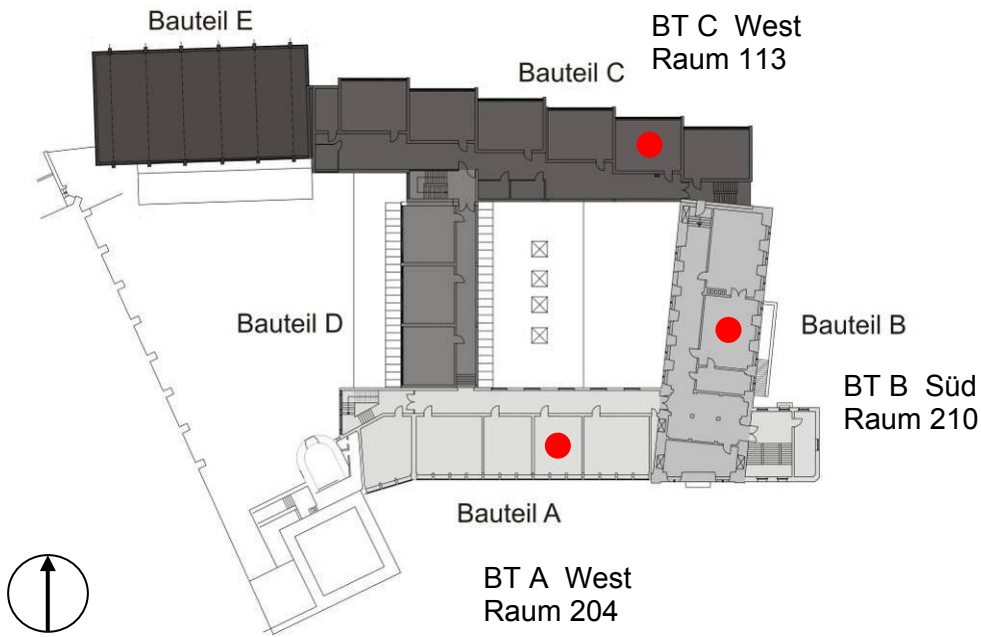 Bauteil E
BT C  West
Raum 113
Bauteil C
Bauteil D
Bauteil B
BT B  Süd
Raum 210
Bauteil A
BT A  West
Raum 204